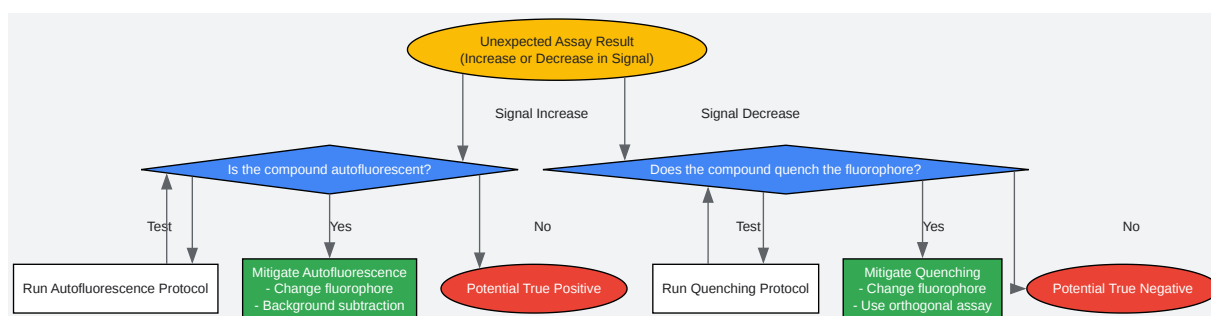 Unexpected Assay Result
(Increase or Decrease in Signal)
Signal Increase
Signal Decrease
Is the compound autofluorescent?
Does the compound quench the fluorophore?
Test
Yes
No
Test
Yes
No
Run Autofluorescence Protocol
Mitigate Autofluorescence
- Change fluorophore
- Background subtraction
Potential True Positive
Run Quenching Protocol
Mitigate Quenching
- Change fluorophore
- Use orthogonal assay
Potential True Negative